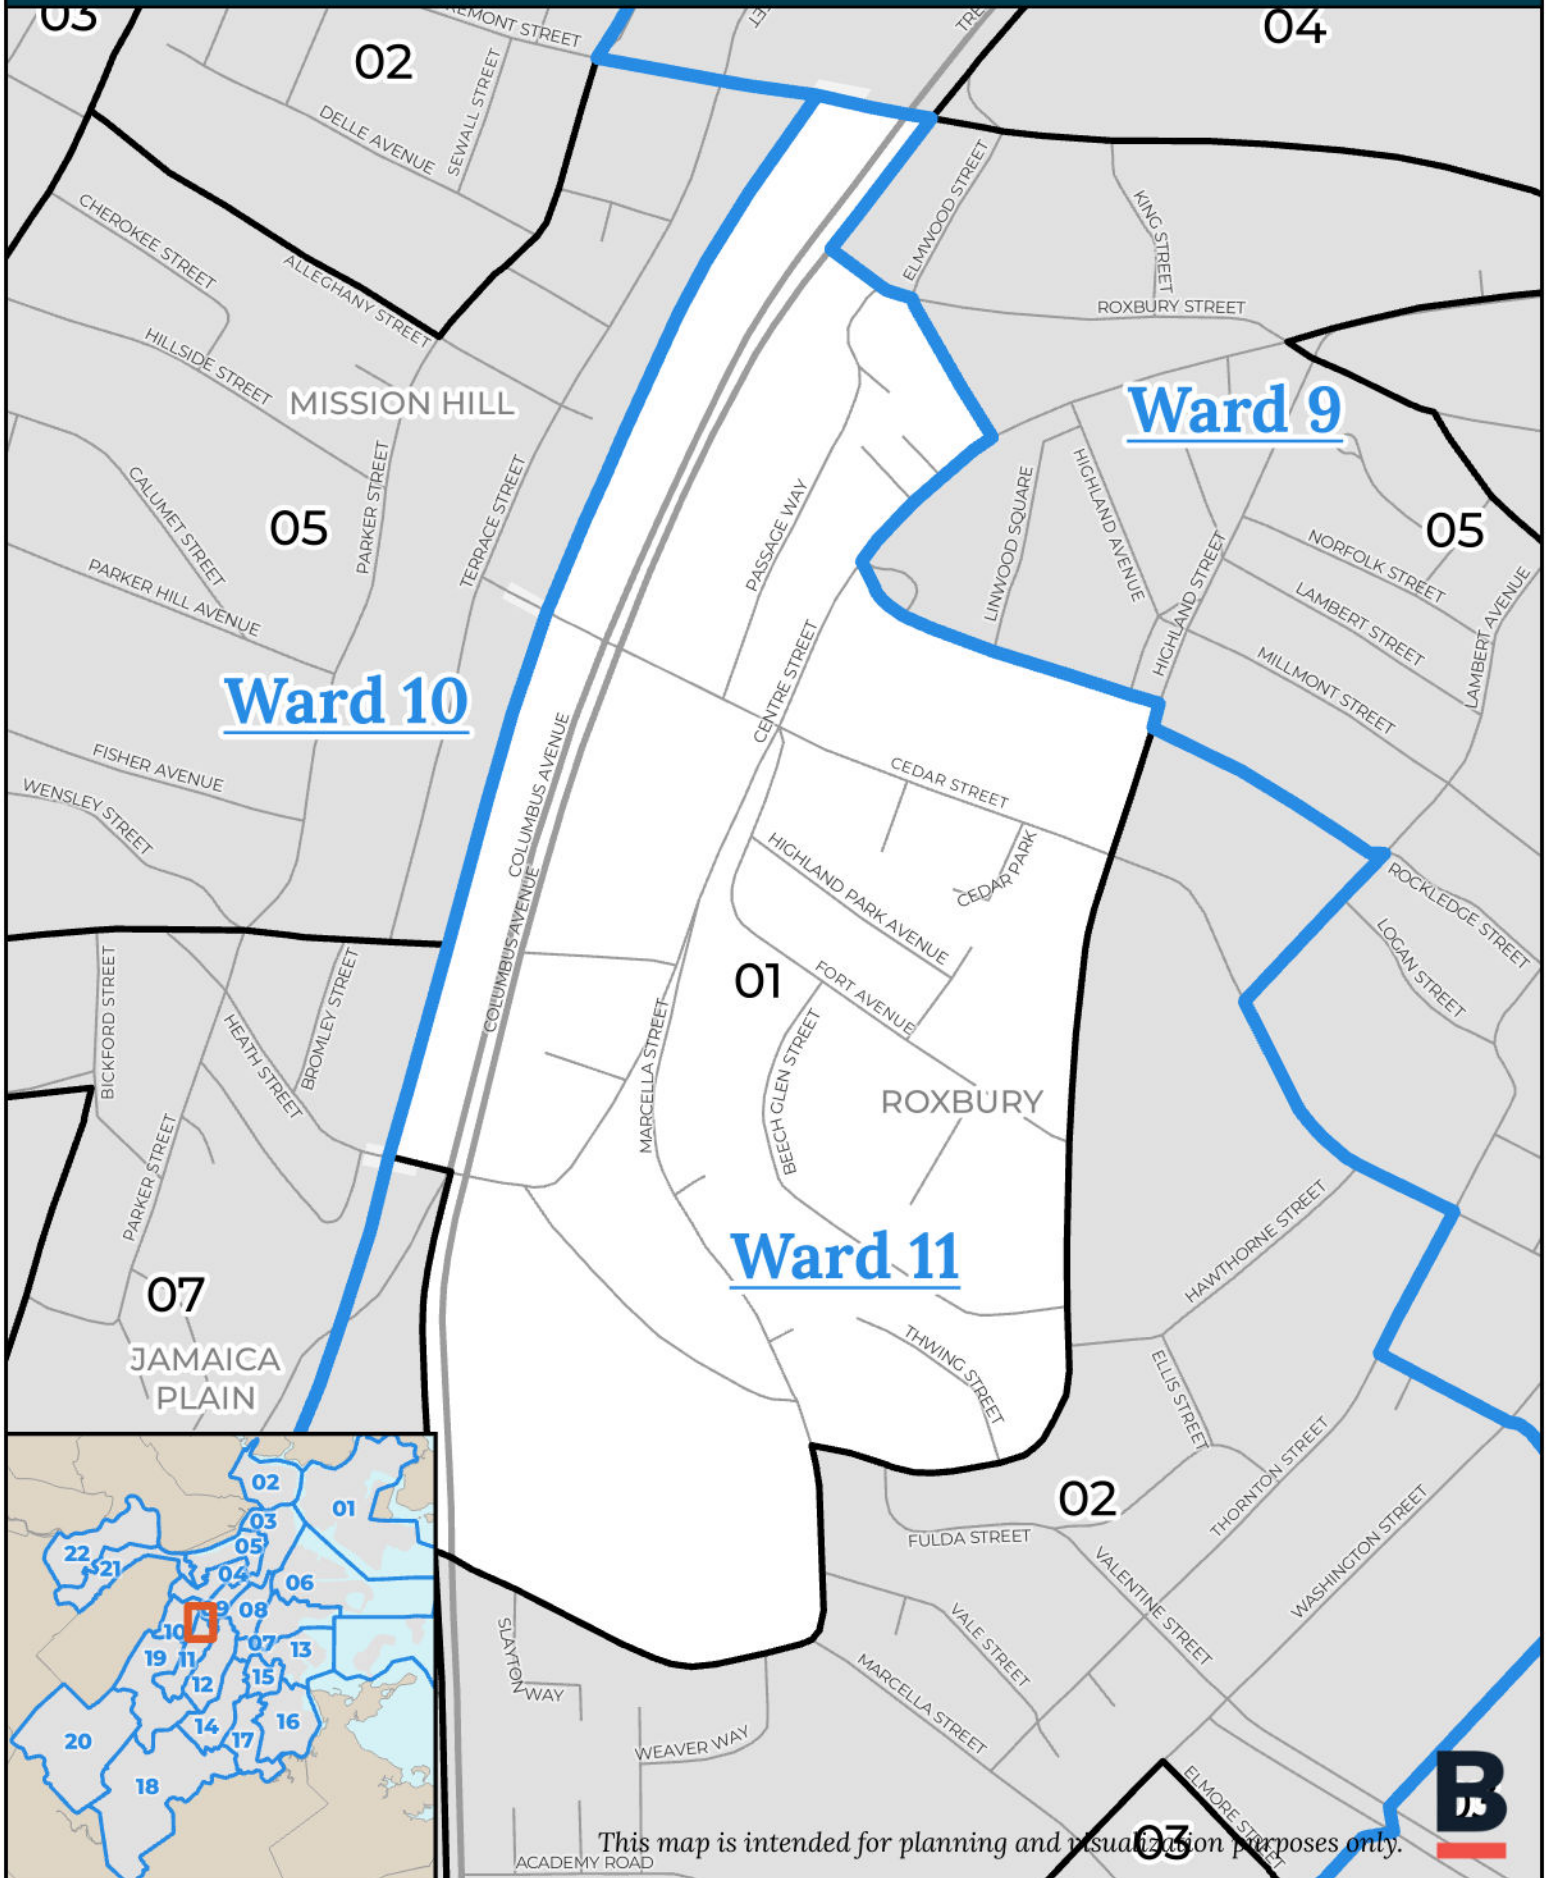 03
02
04
SEWALL STREET
DELLE AVENUE
ELMWOOD STREET
KING STREET
CHEROKEE STREET
ALLEGHANY STREET
ROXBURY STREET
HILLSIDE STREET
MISSION HILL
Ward 9
CALUMET STREET
PARKER STREET
TERRACE STREET
PASSAGE WAY
LINWOOD SQUARE
HIGHLAND AVENUE
HIGHLAND STREET
05
05
NORFOLK STREET
LAMBERT STREET
LAMBERT AVENUE
PARKER HILL AVENUE
MILLMONT STREET
CENTRE STREET
Ward 10
FISHER AVENUE
WENSLEY STREET
COLUMBUS AVENUE
CEDAR STREET
HIGHLAND PARK AVENUE
CEDAR PARK
ROCKLEDGE STREET
LOGAN STREET
COLUMBUS AVENUE
01
FORT AVENUE
BICKFORD STREET
HEATH STREET
BROMLEY STREET
MARCELLA STREET
BEECH GLEN STREET
ROXBURY
PARKER STREET
Ward 11
HAWTHORNE STREET
07
JAMAICA
PLAIN
THWING STREET
ELLIS STREET
02
THORNTON STREET
WASHINGTON STREET
FULDA STREET
VALENTINE STREET
VALE STREET
SLAYTON WAY
MARCELLA STREET
WEAVER WAY
ELMORE STREET
03
ACADEMY ROAD
02
01
03
05
22
21
04
06
09
08
10
07
13
19
11
12
15
14
16
17
20
18
This map is intended for planning and visualization purposes only.
B